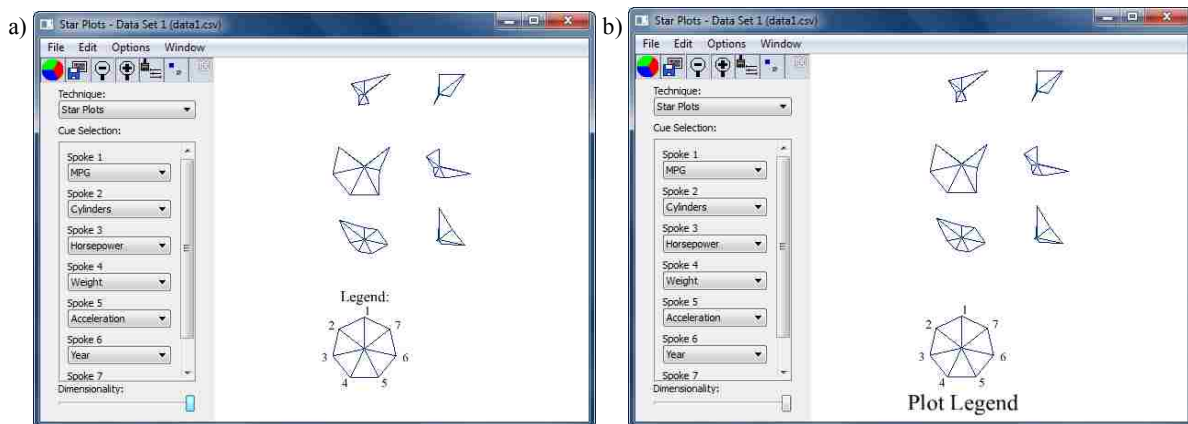 a)
Star Plots - Data Set 1 (data1.csv)
File Edit Options Window
Technique:
Star Plots
Cue Selection:
Spoke 1
MPG
Spoke 2
Cylinders
Spoke 3
Horsepower
Spoke 4
Weight
Spoke 5
Acceleration
Spoke 6
Year
Spoke 7
Dimensionality:
Legend:
1
2
7
3
6
4
5
b)
Star Plots - Data Set 1 (data1.csv)
File Edit Options Window
Technique:
Star Plots
Cue Selection:
Spoke 1
MPG
Spoke 2
Cylinders
Spoke 3
Horsepower
Spoke 4
Weight
Spoke 5
Acceleration
Spoke 6
Year
Spoke 7
Dimensionality:
1
2
7
3
6
4
5
Plot Legend